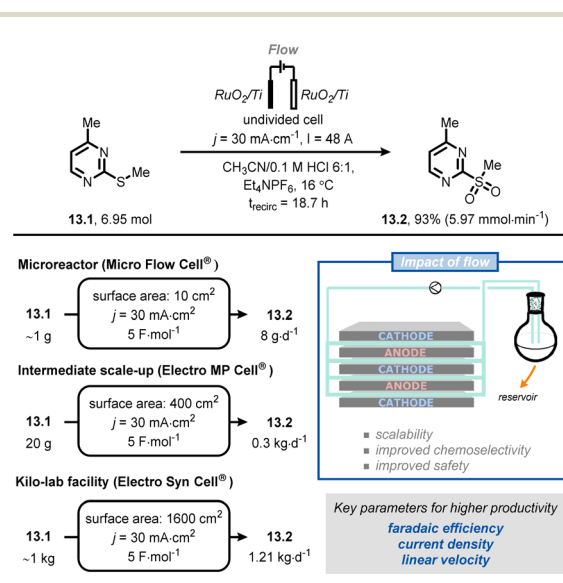 Flow
RuO2/Ti RuO2/Ti
undivided cell
j = 30 mA·cm⁻¹, I = 48 A
CH3CN/0.1 M HCl 6:1,
Et4NPF6, 16 °C
t_recirc = 18.7 h
Me
N
N
S
Me
13.1, 6.95 mol
Me
N
N
Me
S
O O
13.2, 93% (5.97 mmol·min⁻¹)
Microreactor (Micro Flow Cell®)
13.1
~1 g
surface area: 10 cm²
j = 30 mA·cm²
5 F·mol⁻¹
13.2
8 g·d⁻¹
Intermediate scale-up (Electro MP Cell®)
13.1
20 g
surface area: 400 cm²
j = 30 mA·cm²
5 F·mol⁻¹
13.2
0.3 kg·d⁻¹
Kilo-lab facility (Electro Syn Cell®)
13.1
~1 kg
surface area: 1600 cm²
j = 30 mA·cm²
5 F·mol⁻¹
13.2
1.21 kg·d⁻¹
Impact of flow
CATHODE
ANODE
CATHODE
ANODE
CATHODE
reservoir
■ scalability
■ improved chemoselectivity
■ improved safety
Key parameters for higher productivity
faradaic efficiency
current density
linear velocity